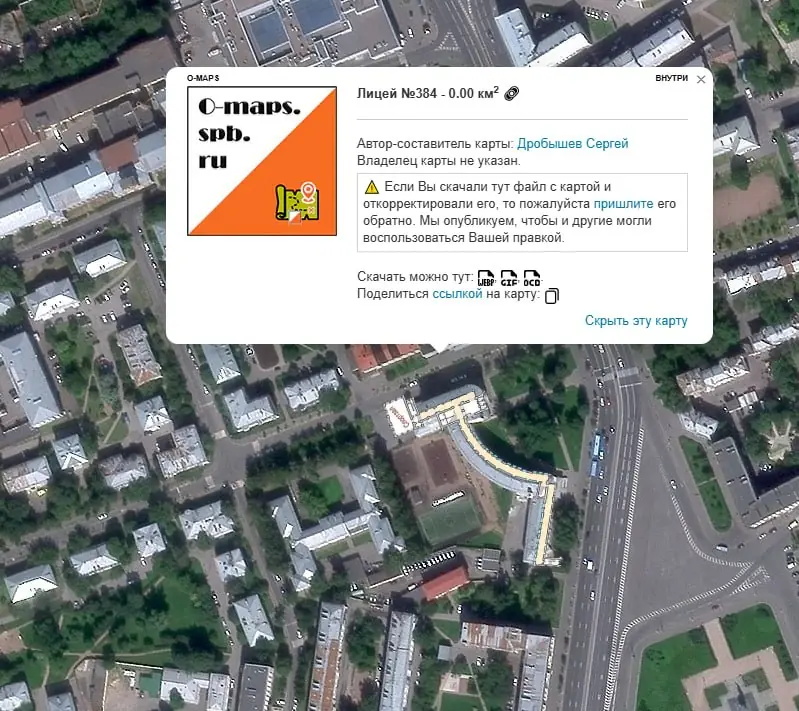 O-MAPS
ВНУТРИ
O-maps.
spb.
ru
Лицей №384 - 0.00 км²
Автор-составитель карты: Дробышев Сергей
Владелец карты не указан.
Если Вы скачали тут файл с картой и
откорректировали его, то пожалуйста пришлите его
обратно. Мы опубликуем, чтобы и другие могли
воспользоваться Вашей правкой.
Скачать можно тут: WEBP GIF OCD
Поделиться ссылкой на карту:
Скрыть эту карту